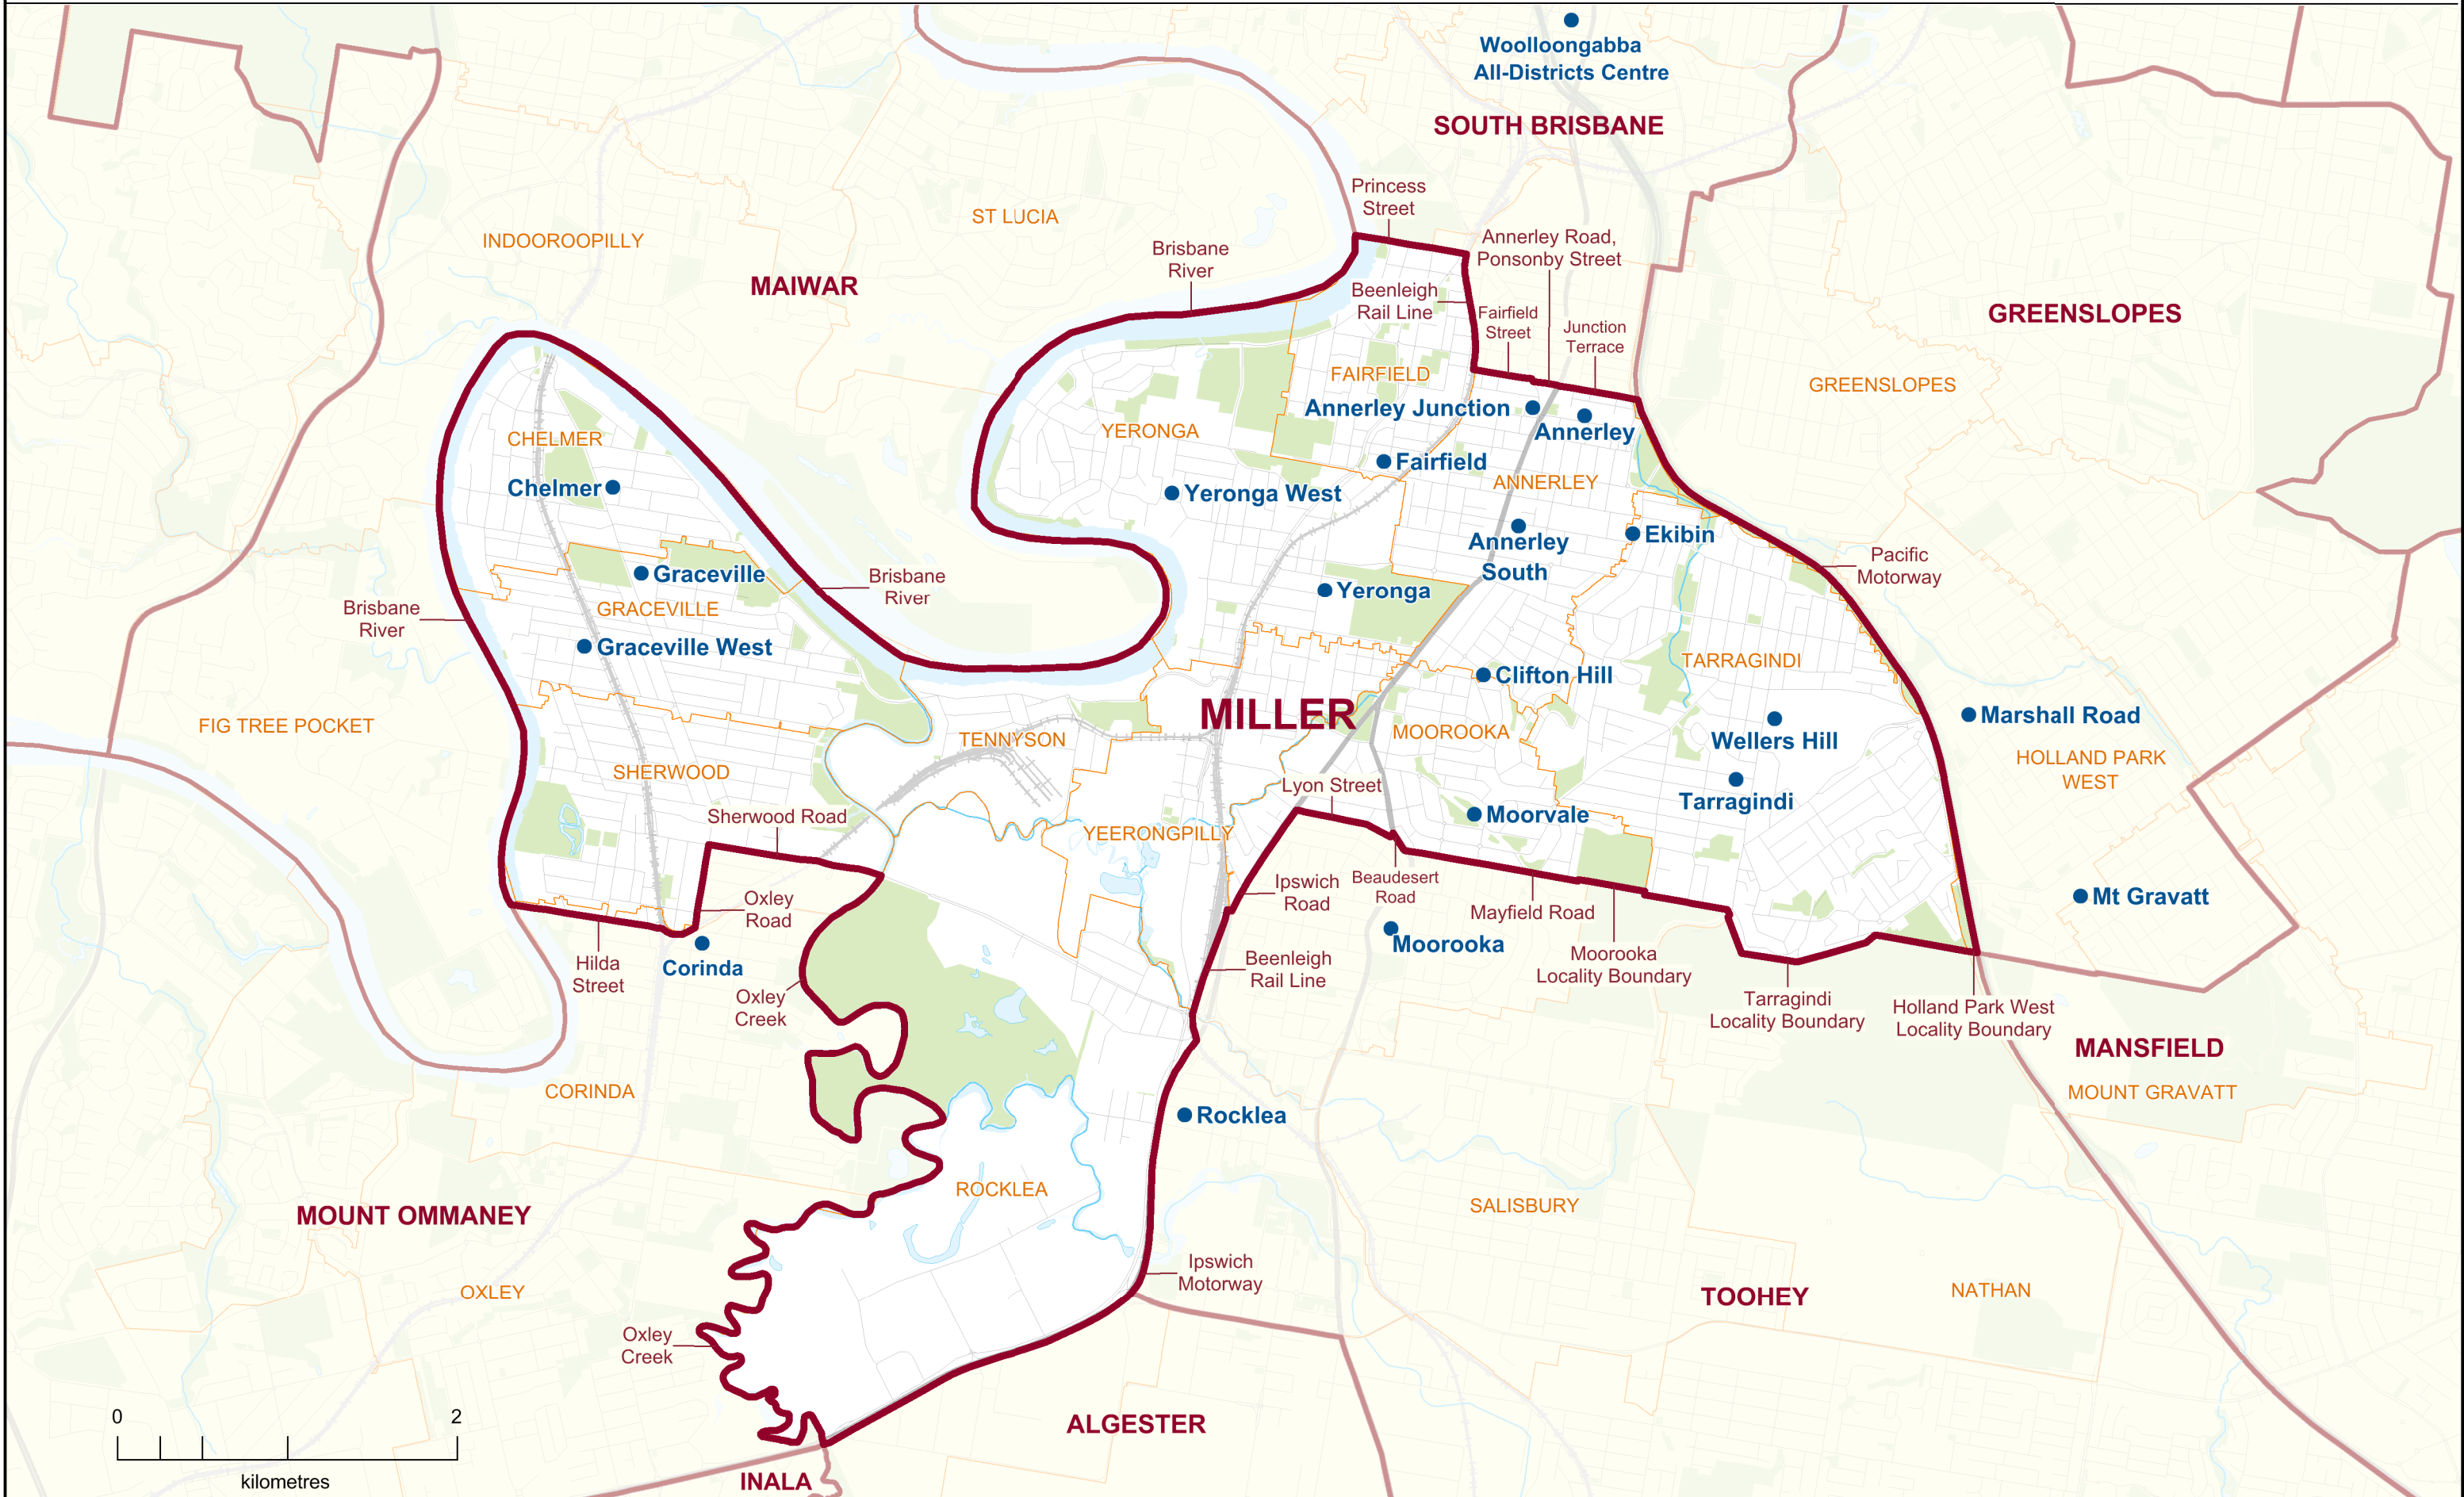 Woolloongabba
All-Districts Centre
SOUTH BRISBANE
Princess
Street
ST LUCIA
INDOOROOPILLY
Brisbane
River
Annerley Road,
Ponsonby Street
MAIWAR
Beenleigh
Rail Line
Fairfield
Street
Junction
Terrace
GREENSLOPES
FAIRFIELD
GREENSLOPES
Annerley Junction
Annerley
YERONGA
CHELMER
Fairfield
ANNERLEY
Chelmer
Yeronga West
Annerley
South
Ekibin
Pacific
Motorway
Graceville
Brisbane
River
Yeronga
Brisbane
River
GRACEVILLE
Graceville West
TARRAGINDI
Clifton Hill
MILLER
Marshall Road
FIG TREE POCKET
TENNYSON
MOOROOKA
Wellers Hill
HOLLAND PARK
WEST
SHERWOOD
Lyon Street
Tarragindi
Sherwood Road
YEERONGPILLY
Moorvale
Ipswich
Road
Beaudesert
Road
Mayfield Road
Mt Gravatt
Oxley
Road
Moorooka
Hilda
Street
Corinda
Beenleigh
Rail Line
Moorooka
Locality Boundary
Oxley
Creek
Tarragindi
Locality Boundary
Holland Park West
Locality Boundary
MANSFIELD
CORINDA
MOUNT GRAVATT
Rocklea
ROCKLEA
MOUNT OMMANEY
SALISBURY
Ipswich
Motorway
OXLEY
TOOHEY
NATHAN
Oxley
Creek
0 2
kilometres
ALGESTER
INALA